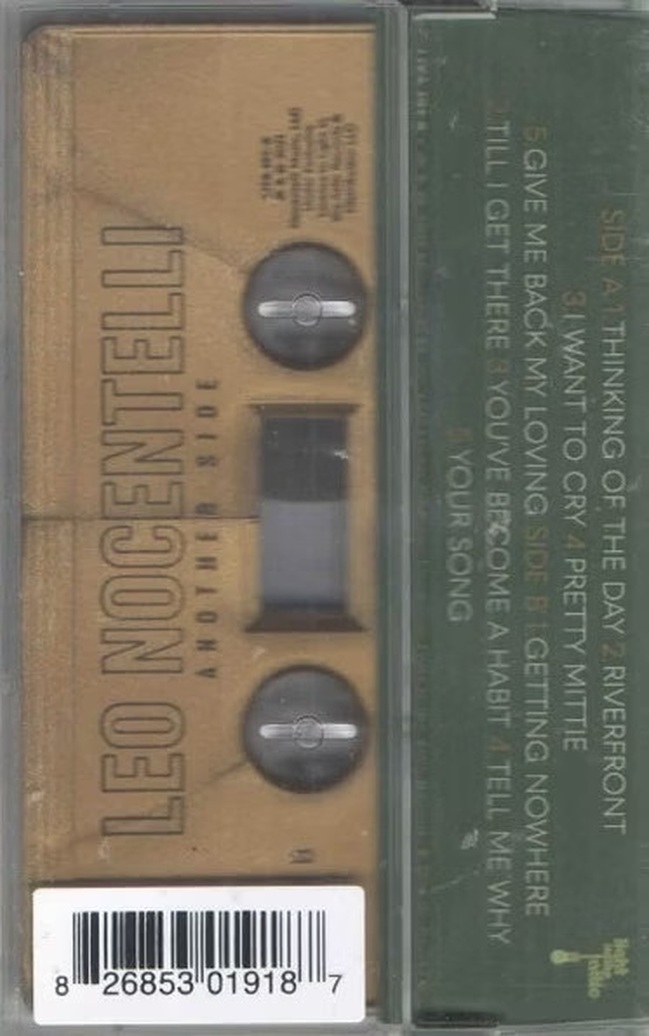 LEO NOCENTELLI
ANOTHER SIDE
8 26853 01918 7
SIDE A 1 THINKING OF THE DAY 2 RIVERFRONT
3 I WANT TO CRY 4 PRETTY MITTIE
5 GIVE ME BACK MY LOVING SIDE B 1 GETTING NOWHERE
2 TILL I GET THERE 3 YOU'VE BECOME A HABIT 4 TELL ME WHY
5 YOUR SONG
light